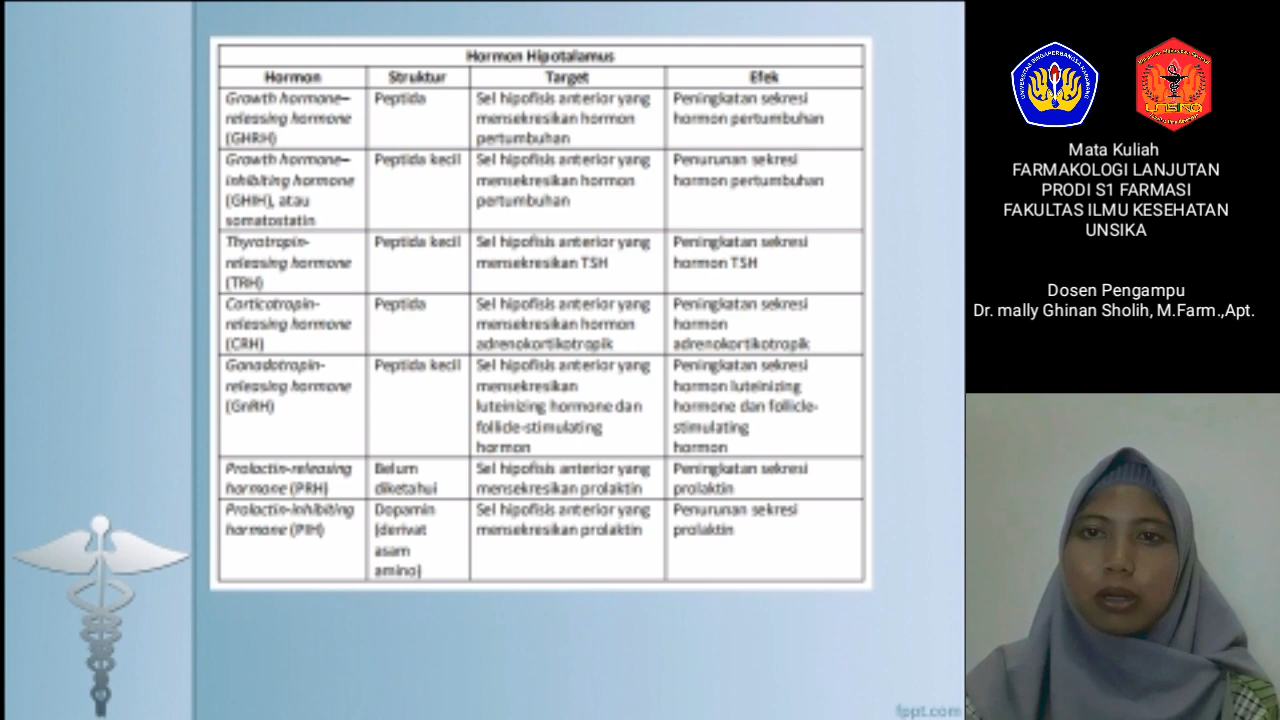 Hormon Hipotalamus
Hormon Struktur Target Efek
Growth hormone–
releasing hormone
(GHRH)
Peptida
Sel hipofisis anterior yang
mensekresikan hormon
pertumbuhan
Peningkatan sekresi
hormon pertumbuhan
Growth hormone–
inhibiting hormone
(GHIH), atau
somatostatin
Peptida kecil
Sel hipofisis anterior yang
mensekresikan hormon
pertumbuhan
Penurunan sekresi
hormon pertumbuhan
Thyrotropin-
releasing hormone
(TRH)
Peptida kecil
Sel hipofisis anterior yang
mensekresikan TSH
Peningkatan sekresi
hormon TSH
Corticotropin-
releasing hormone
(CRH)
Peptida
Sel hipofisis anterior yang
mensekresikan hormon
adrenokortikotropik
Peningkatan sekresi
hormon
adrenokortikotropik
Gonadotropin-
releasing hormone
(GnRH)
Peptida kecil
Sel hipofisis anterior yang
mensekresikan
luteinizing hormone dan
follicle-stimulating
hormon
Peningkatan sekresi
hormon luteinizing
hormone dan follicle-
stimulating
hormon
Prolactin-releasing
hormone (PRH)
Belum
diketahui
Sel hipofisis anterior yang
mensekresikan prolaktin
Peningkatan sekresi
prolaktin
Prolactin-inhibiting
hormone (PIH)
Dopamin
(derivat
asam
amino)
Sel hipofisis anterior yang
mensekresikan prolaktin
Penurunan sekresi
prolaktin
fppt.com
UNSIKA
Mata Kuliah
FARMAKOLOGI LANJUTAN
PRODI S1 FARMASI
FAKULTAS ILMU KESEHATAN
UNSIKA
Dosen Pengampu
Dr. mally Ghinan Sholih, M.Farm.,Apt.